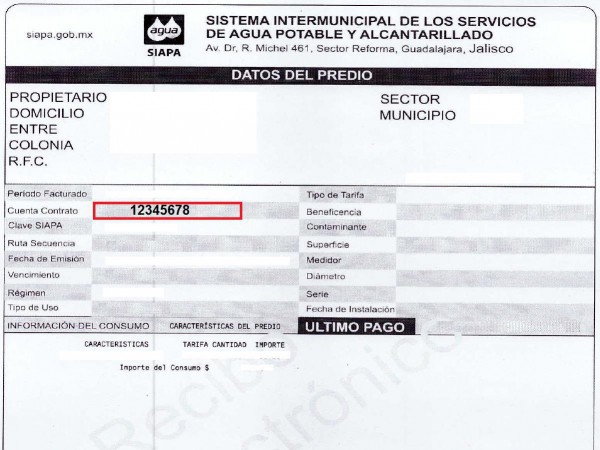 siapa.gob.mx
agua
SIAPA
SISTEMA INTERMUNICIPAL DE LOS SERVICIOS
DE AGUA POTABLE Y ALCANTARILLADO
Av. Dr, R. Michel 461, Sector Reforma, Guadalajara, Jalisco
DATOS DEL PREDIO
PROPIETARIO
DOMICILIO
ENTRE
COLONIA
R.F.C.
SECTOR
MUNICIPIO
Periodo Facturado
Cuenta Contrato 12345678
Clave SIAPA
Ruta Secuencia
Fecha de Emisión
Vencimiento
Régimen
Tipo de Uso
Tipo de Tarifa
Beneficencia
Contaminante
Superficie
Medidor
Diámetro
Serie
Fecha de Instalación
INFORMACIÓN DEL CONSUMO CARACTERÍSTICAS DEL PREDIO ULTIMO PAGO
CARACTERISTICAS TARIFA CANTIDAD IMPORTE
Importe del Consumo $
Recibo
Electrónico